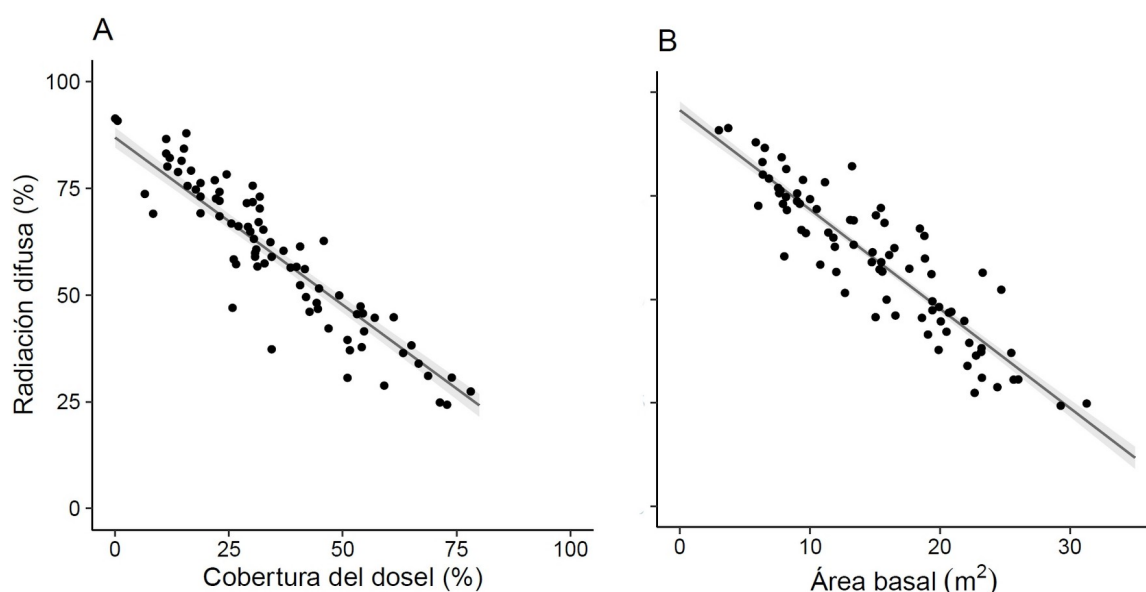 A
B
Radiación difusa (%)
100
75
50
25
0
0 25 50 75 100
Cobertura del dosel (%)
0 10 20 30
Área basal (m²)